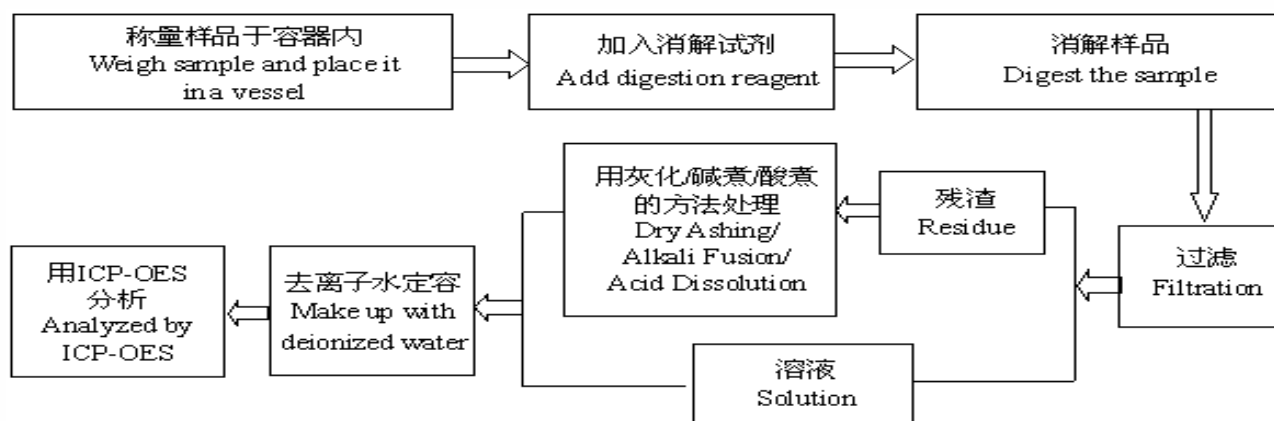 称量样品于容器内
Weigh sample and place it
in a vessel
加入消解试剂
Add digestion reagent
消解样品
Digest the sample
过滤
Filtration
残渣
Residue
用灰化/碱煮/酸煮
的方法处理
Dry Ashing/
Alkali Fusion/
Acid Dissolution
溶液
Solution
去离子水定容
Make up with
deionized water
用ICP-OES
分析
Analyzed by
ICP-OES